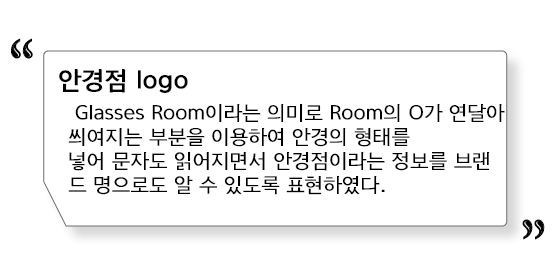 “
안경점 logo
Glasses Room이라는 의미로 Room의 O가 연달아
씌여지는 부분을 이용하여 안경의 형태를
넣어 문자도 읽어지면서 안경점이라는 정보를 브랜
드 명으로도 알 수 있도록 표현하였다.
”